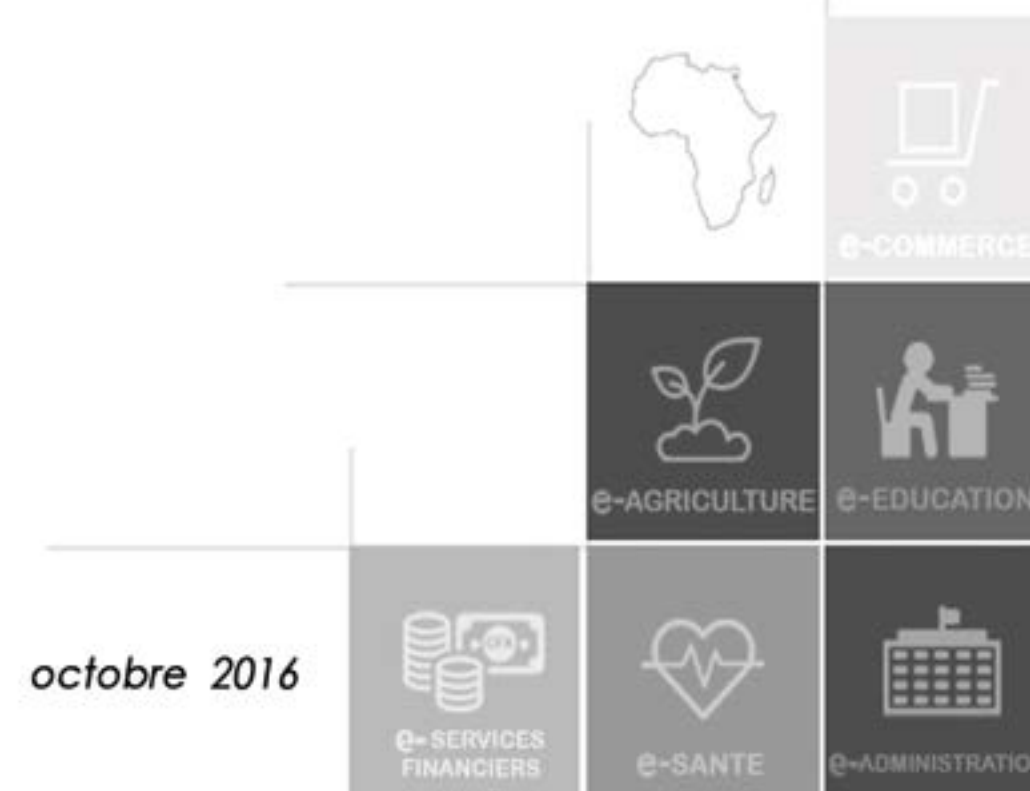 e-COMMERCE
e-AGRICULTURE
e-EDUCATION
octobre 2016
e-SERVICES
FINANCIERS
e-SANTE
e-ADMINISTRATIO